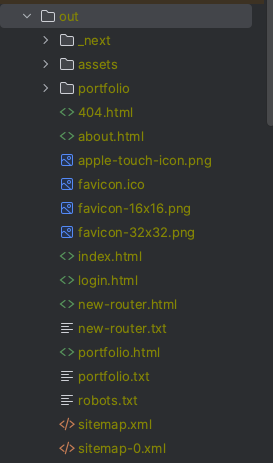 out
_next
assets
portfolio
404.html
about.html
apple-touch-icon.png
favicon.ico
favicon-16x16.png
favicon-32x32.png
index.html
login.html
new-router.html
new-router.txt
portfolio.html
portfolio.txt
robots.txt
sitemap.xml
sitemap-0.xml